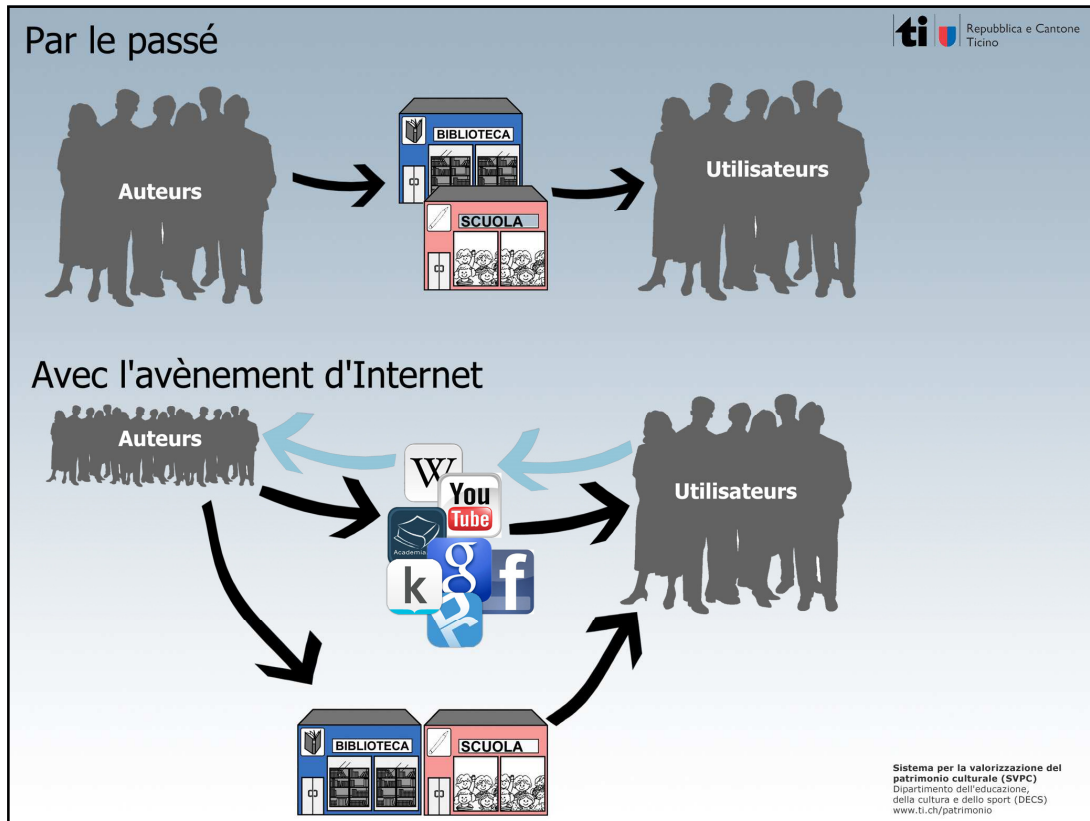 Par le passé
ti
Repubblica e Cantone
Ticino
Auteurs
BIBLIOTECA
SCUOLA
Utilisateurs
Avec l'avènement d'Internet
Auteurs
W
You
Tube
Academia
g
f
k
Utilisateurs
BIBLIOTECA
SCUOLA
Sistema per la valorizzazione del
patrimonio culturale (SVPC)
Dipartimento dell'educazione,
della cultura e dello sport (DECS)
www.ti.ch/patrimonio